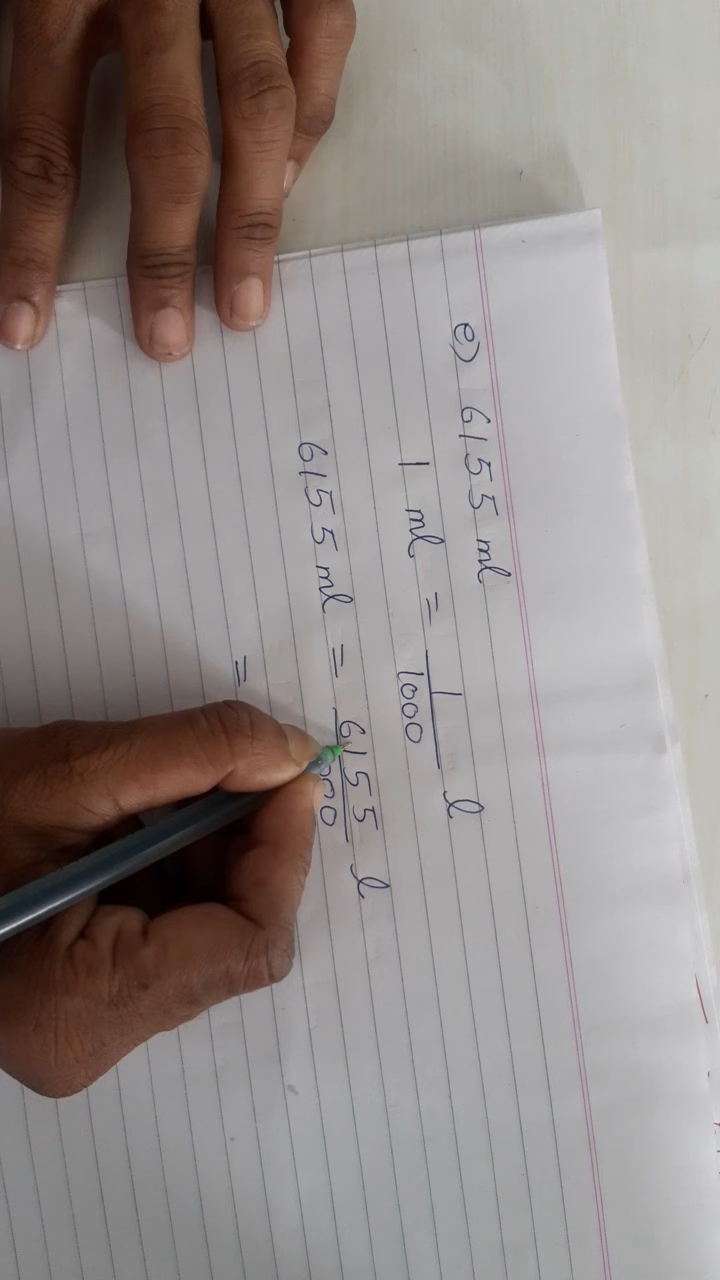 e) 6155 ml
1 ml = 1/1000 l
6155 ml = 6155/1000 l
=